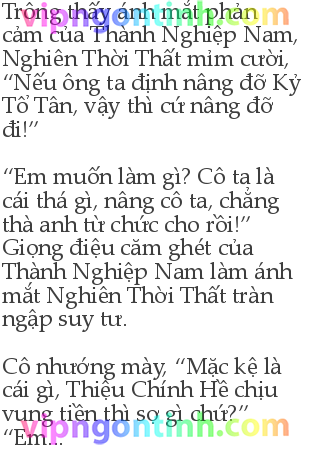 Trông thấy ánh mắt phản
cảm của Thành Nghiệp Nam,
Nghiên Thời Thất mỉm cười,
“Nếu ông ta định nâng đỡ Kỷ
Tổ Tân, vậy thì cứ nâng đỡ
đi!”
“Em muốn làm gì? Cô ta là
cái thá gì, nâng cô ta, chẳng
thà anh từ chức cho rồi!”
Giọng điệu căm ghét của
Thành Nghiệp Nam làm ánh
mắt Nghiên Thời Thất tràn
ngập suy tư.
Cô nhướng mày, “Mặc kệ là
cái gì, Thiệu Chính Hề chịu
vung tiền thì sợ gì chứ?”
“Em...
vipngontinh.com
vipngontinh.com